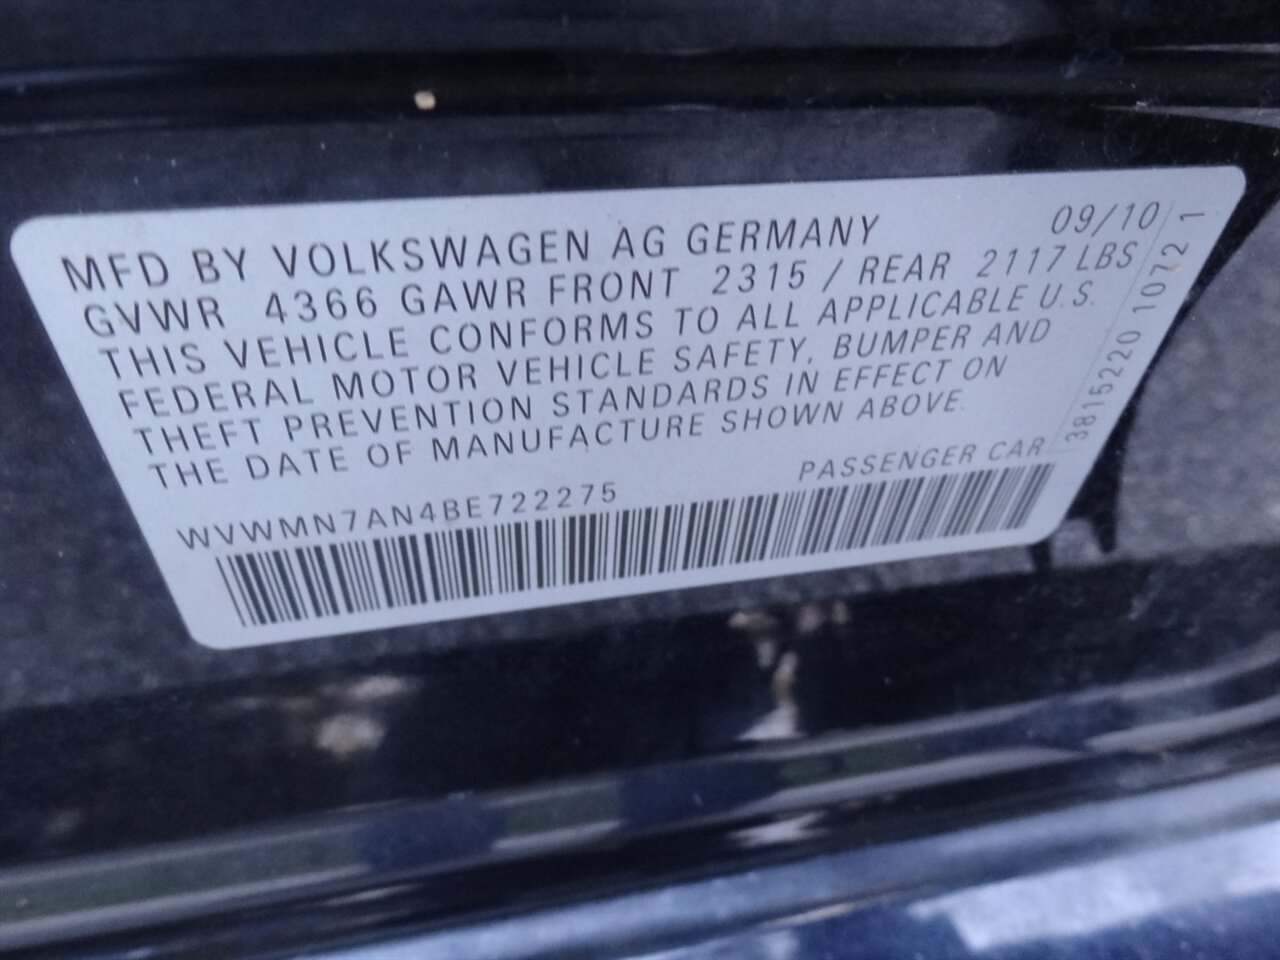 MFD BY VOLKSWAGEN AG GERMANY 09/10
GVWR 4366 GAWR FRONT 2315 / REAR 2117 LBS
THIS VEHICLE CONFORMS TO ALL APPLICABLE U.S.
FEDERAL MOTOR VEHICLE SAFETY, BUMPER AND
THEFT PREVENTION STANDARDS IN EFFECT ON
THE DATE OF MANUFACTURE SHOWN ABOVE.
PASSENGER CAR
WVWMN7AN4BE722275
3815220 1072 1